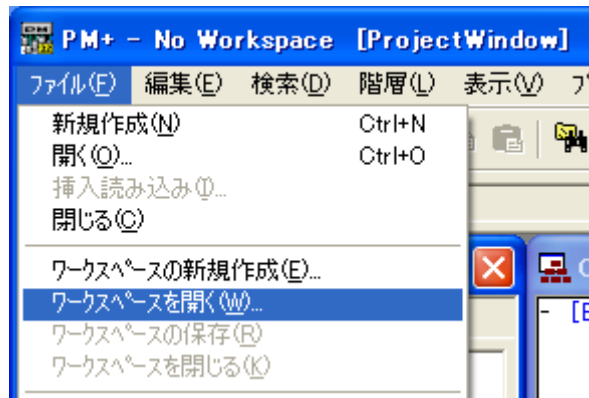 PM+ - No Workspace [ProjectWindow]
ファイル(F) 編集(E) 検索(D) 階層(L) 表示(V)
新規作成(N) Ctrl+N
開く(O)... Ctrl+O
挿入読み込み(I)...
閉じる(C)
ワークスペースの新規作成(E)...
ワークスペースを開く(W)...
- [E
ワークスペースの保存(R)
ワークスペースを閉じる(K)